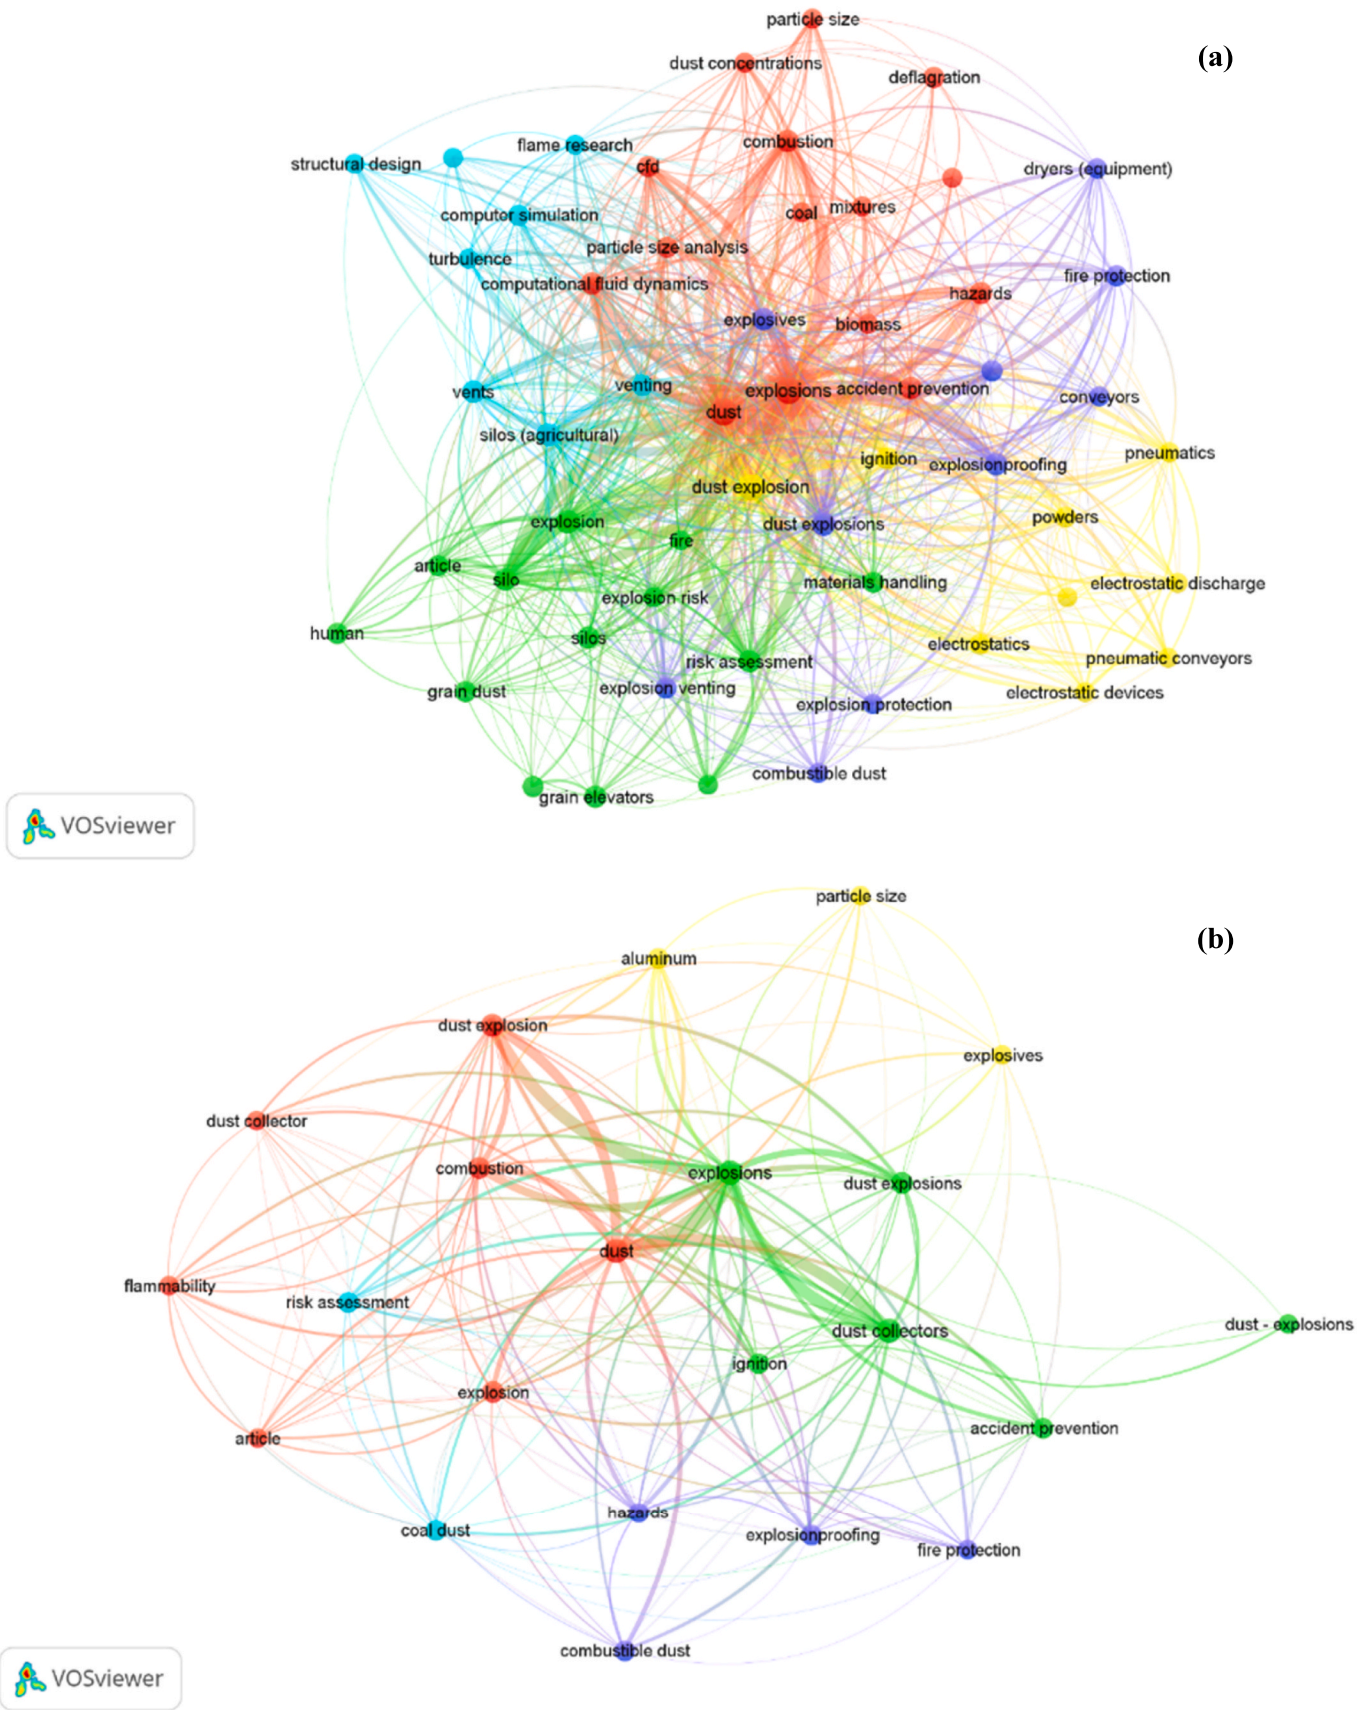 particle size
(a)
dust concentrations
deflagration
combustion
flame research
structural design
cfd
dryers (equipment)
coal
mixtures
computer simulation
particle size analysis
turbulence
fire protection
computational fluid dynamics
hazards
explosives
biomass
venting
explosions
accident prevention
vents
conveyors
dust
silos (agricultural)
pneumatics
ignition
explosionproofing
dust explosion
powders
explosion
dust explosions
fire
article
silo
materials handling
electrostatic discharge
explosion risk
human
silos
electrostatics
risk assessment
pneumatic conveyors
explosion venting
grain dust
electrostatic devices
explosion protection
combustible dust
grain elevators
VOSviewer
particle size
(b)
aluminum
dust explosion
explosives
dust collector
combustion
explosions
dust explosions
dust
flammability
risk assessment
dust - explosions
dust collectors
ignition
explosion
accident prevention
article
hazards
coal dust
explosionproofing
fire protection
combustible dust
VOSviewer